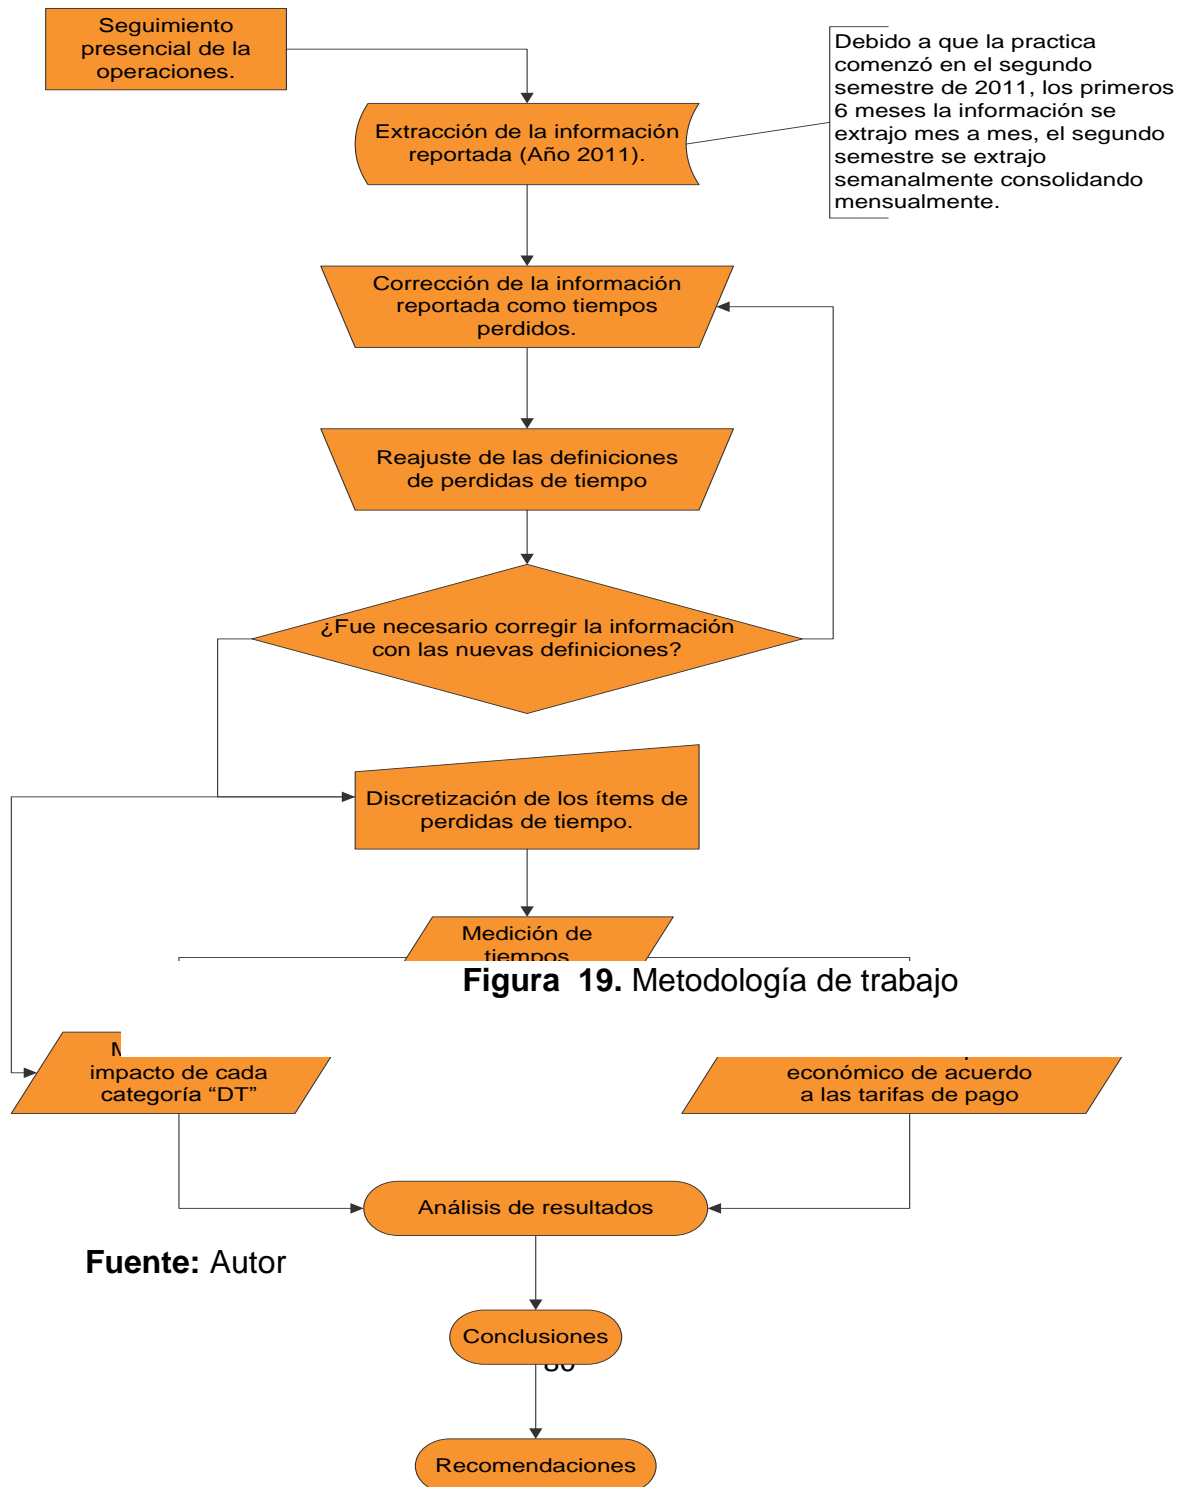 Seguimiento
presencial de la
operaciones.
Debido a que la practica
comenzó en el segundo
semestre de 2011, los primeros
6 meses la información se
extrajo mes a mes, el segundo
semestre se extrajo
semanalmente consolidando
mensualmente.
Extracción de la información
reportada (Año 2011).
Corrección de la información
reportada como tiempos
perdidos.
Reajuste de las definiciones
de perdidas de tiempo
¿Fue necesario corregir la información
con las nuevas definiciones?
Discretización de los ítems de
perdidas de tiempo.
Medición de
tiempos
Figura 19. Metodología de trabajo
impacto de cada
categoría “DT”
económico de acuerdo
a las tarifas de pago
Análisis de resultados
Fuente: Autor
Conclusiones
Recomendaciones